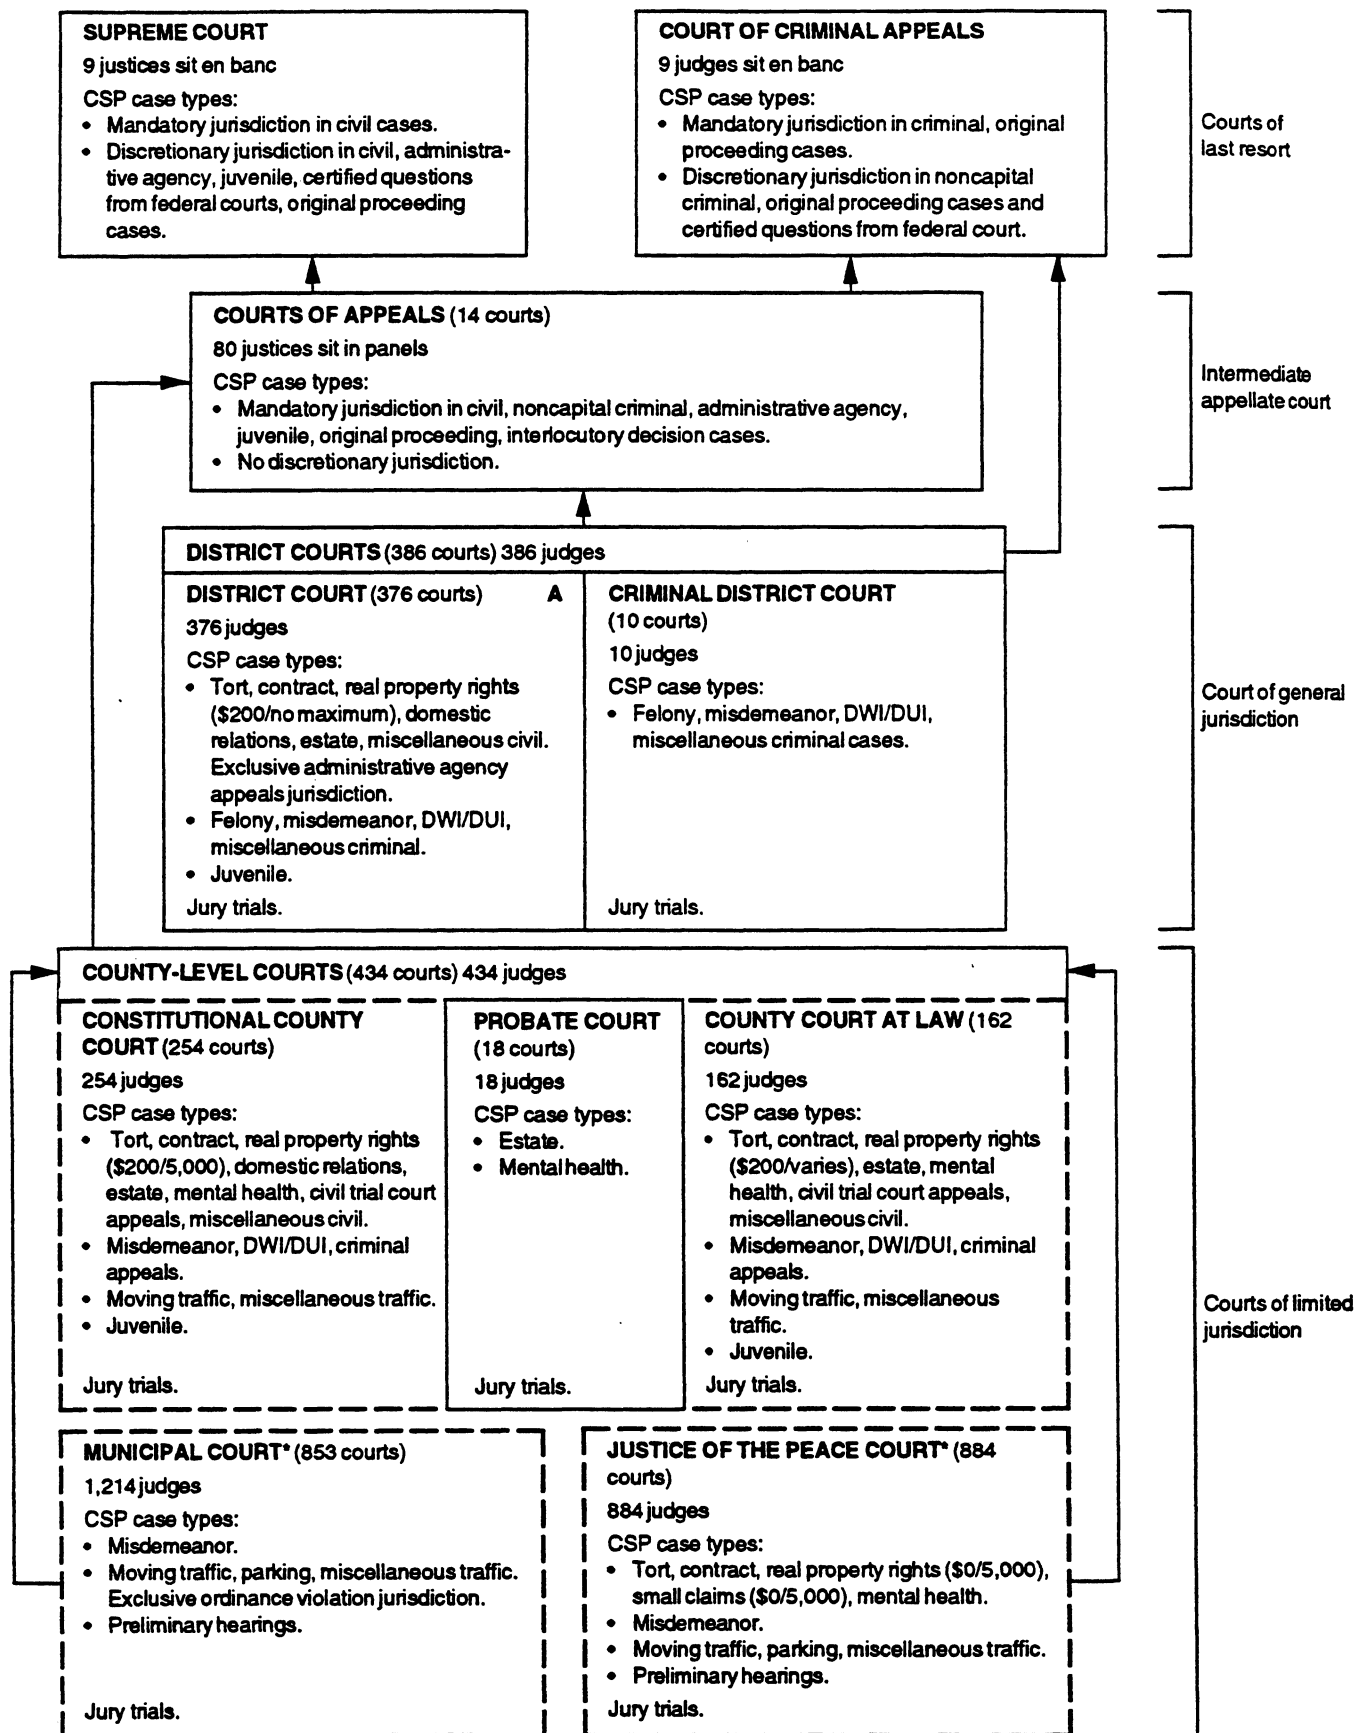 SUPREME COURT
9 justices sit en banc
CSP case types:
• Mandatory jurisdiction in civil cases.
• Discretionary jurisdiction in civil, administra-
tive agency, juvenile, certified questions
from federal courts, original proceeding
cases.
COURT OF CRIMINAL APPEALS
9 judges sit en banc
CSP case types:
• Mandatory jurisdiction in criminal, original
proceeding cases.
• Discretionary jurisdiction in noncapital
criminal, original proceeding cases and
certified questions from federal court.
Courts of
last resort
COURTS OF APPEALS (14 courts)
80 justices sit in panels
CSP case types:
• Mandatory jurisdiction in civil, noncapital criminal, administrative agency,
juvenile, original proceeding, interlocutory decision cases.
• No discretionary jurisdiction.
Intermediate
appellate court
DISTRICT COURTS (386 courts) 386 judges
DISTRICT COURT (376 courts) A
376 judges
CSP case types:
• Tort, contract, real property rights
($200/no maximum), domestic
relations, estate, miscellaneous civil.
Exclusive administrative agency
appeals jurisdiction.
• Felony, misdemeanor, DWI/DUI,
miscellaneous criminal.
• Juvenile.
Jury trials.
CRIMINAL DISTRICT COURT
(10 courts)
10 judges
CSP case types:
• Felony, misdemeanor, DWI/DUI,
miscellaneous criminal cases.
Jury trials.
Court of general
jurisdiction
COUNTY-LEVEL COURTS (434 courts) 434 judges
CONSTITUTIONAL COUNTY
COURT (254 courts)
254 judges
CSP case types:
• Tort, contract, real property rights
($200/5,000), domestic relations,
estate, mental health, civil trial court
appeals, miscellaneous civil.
• Misdemeanor, DWI/DUI, criminal
appeals.
• Moving traffic, miscellaneous traffic.
• Juvenile.
Jury trials.
PROBATE COURT
(18 courts)
18 judges
CSP case types:
• Estate.
• Mental health.
Jury trials.
COUNTY COURT AT LAW (162
courts)
162 judges
CSP case types:
• Tort, contract, real property rights
($200/varies), estate, mental
health, civil trial court appeals,
miscellaneous civil.
• Misdemeanor, DWI/DUI, criminal
appeals.
• Moving traffic, miscellaneous
traffic.
• Juvenile.
Jury trials.
Courts of limited
jurisdiction
MUNICIPAL COURT* (853 courts)
1,214 judges
CSP case types:
• Misdemeanor.
• Moving traffic, parking, miscellaneous traffic.
Exclusive ordinance violation jurisdiction.
• Preliminary hearings.
Jury trials.
JUSTICE OF THE PEACE COURT* (884
courts)
884 judges
CSP case types:
• Tort, contract, real property rights ($0/5,000),
small claims ($0/5,000), mental health.
• Misdemeanor.
• Moving traffic, parking, miscellaneous traffic.
• Preliminary hearings.
Jury trials.